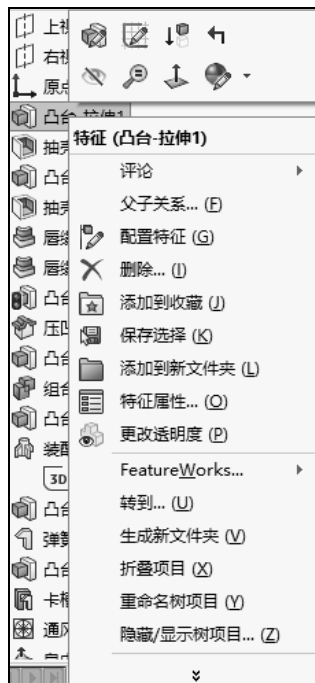 上视
右视
原点
凸台-拉伸1
特征 (凸台-拉伸1)
抽壳
评论
凸台
父子关系... (F)
抽壳
配置特征 (G)
唇缘
删除... (I)
唇缘
添加到收藏 (J)
凸台
保存选择 (K)
压凹
添加到新文件夹 (L)
凸台
特征属性... (O)
组合
更改透明度 (P)
凸台
装配
FeatureWorks...
3D
转到... (U)
凸台
生成新文件夹 (V)
弹簧
折叠项目 (X)
凸台
重命名树项目 (Y)
卡槽
隐藏/显示树项目... (Z)
通风